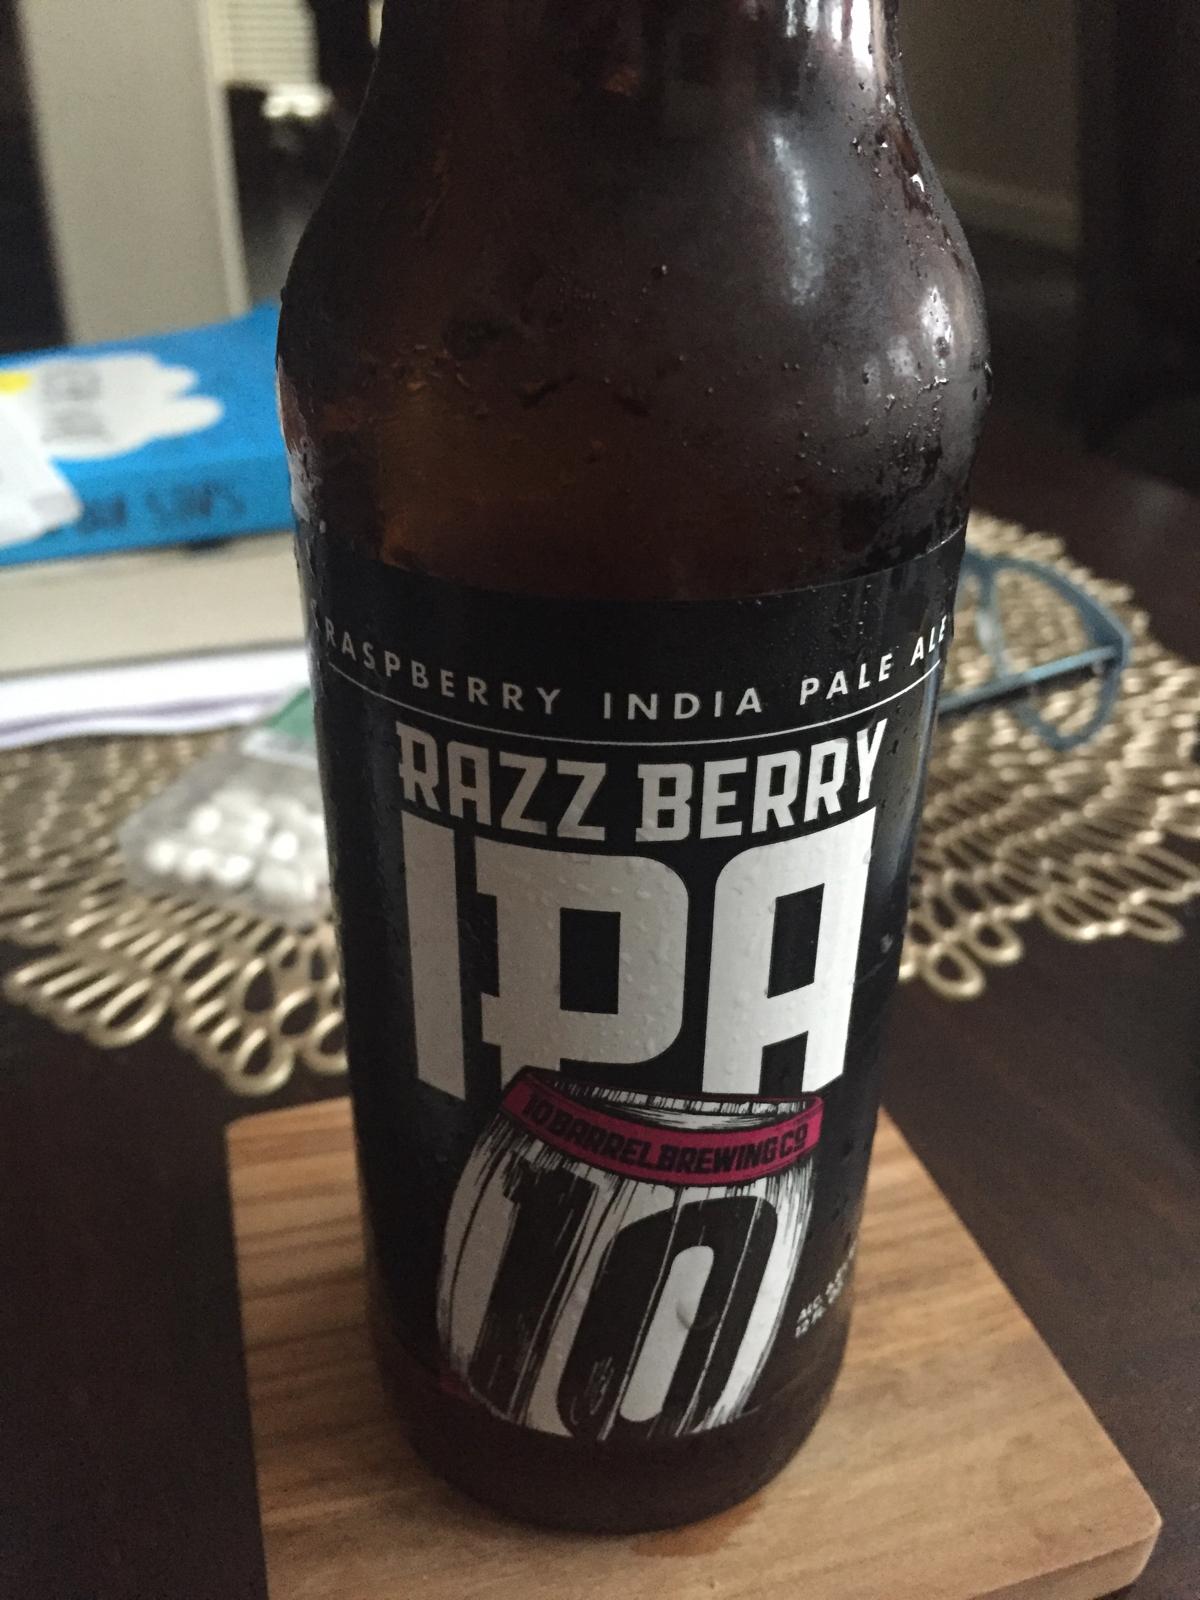 RASPBERRY INDIA PALE ALE
RAZZ BERRY
IPA
10 BARREL BREWING CO
10